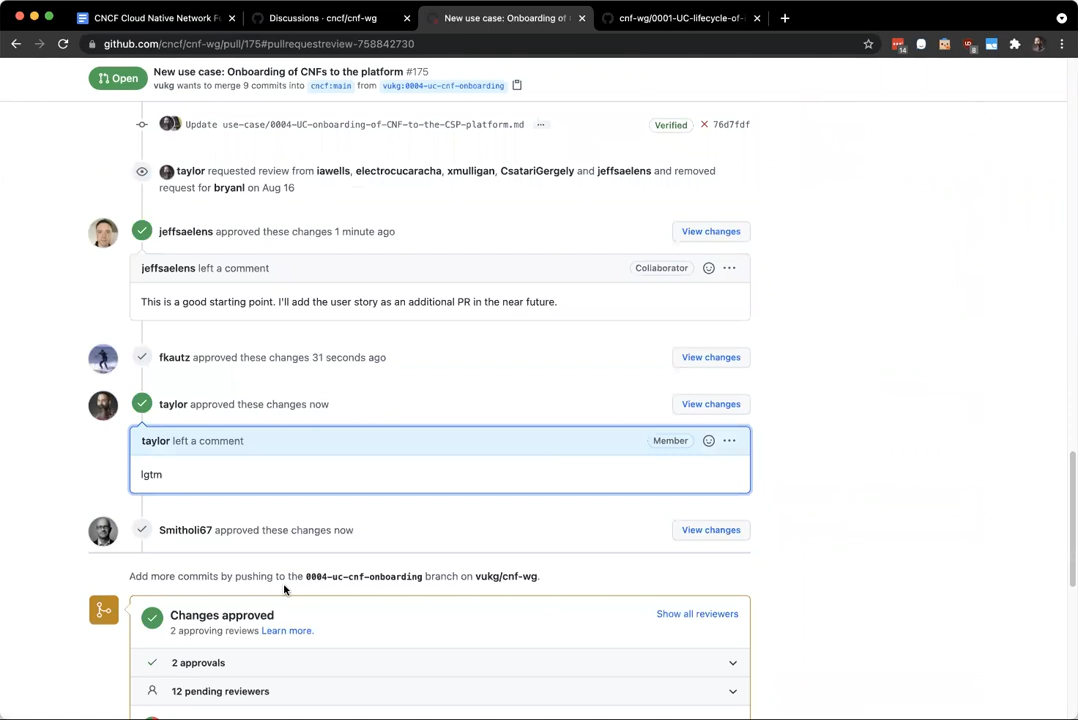 CNCF Cloud Native Network F
Discussions · cncf/cnf-wg
New use case: Onboarding of
cnf-wg/0001-UC-lifecycle-of-
github.com/cncf/cnf-wg/pull/175#pullrequestreview-758842730
14
8
Open
New use case: Onboarding of CNFs to the platform #175
vukg wants to merge 9 commits into cncf:main from vukg:0004-uc-cnf-onboarding
Update use-case/0004-UC-onboarding-of-CNF-to-the-CSP-platform.md ...
Verified
76d7fdf
taylor requested review from iawells, electrocucaracha, xmulligan, CsatariGergely and jeffsaelens and removed
request for bryanl on Aug 16
jeffsaelens approved these changes 1 minute ago
View changes
jeffsaelens left a comment
Collaborator
This is a good starting point. I'll add the user story as an additional PR in the near future.
fkautz approved these changes 31 seconds ago
View changes
taylor approved these changes now
View changes
taylor left a comment
Member
lgtm
Smitholi67 approved these changes now
View changes
Add more commits by pushing to the 0004-uc-cnf-onboarding branch on vukg/cnf-wg.
Changes approved
Show all reviewers
2 approving reviews Learn more.
2 approvals
12 pending reviewers